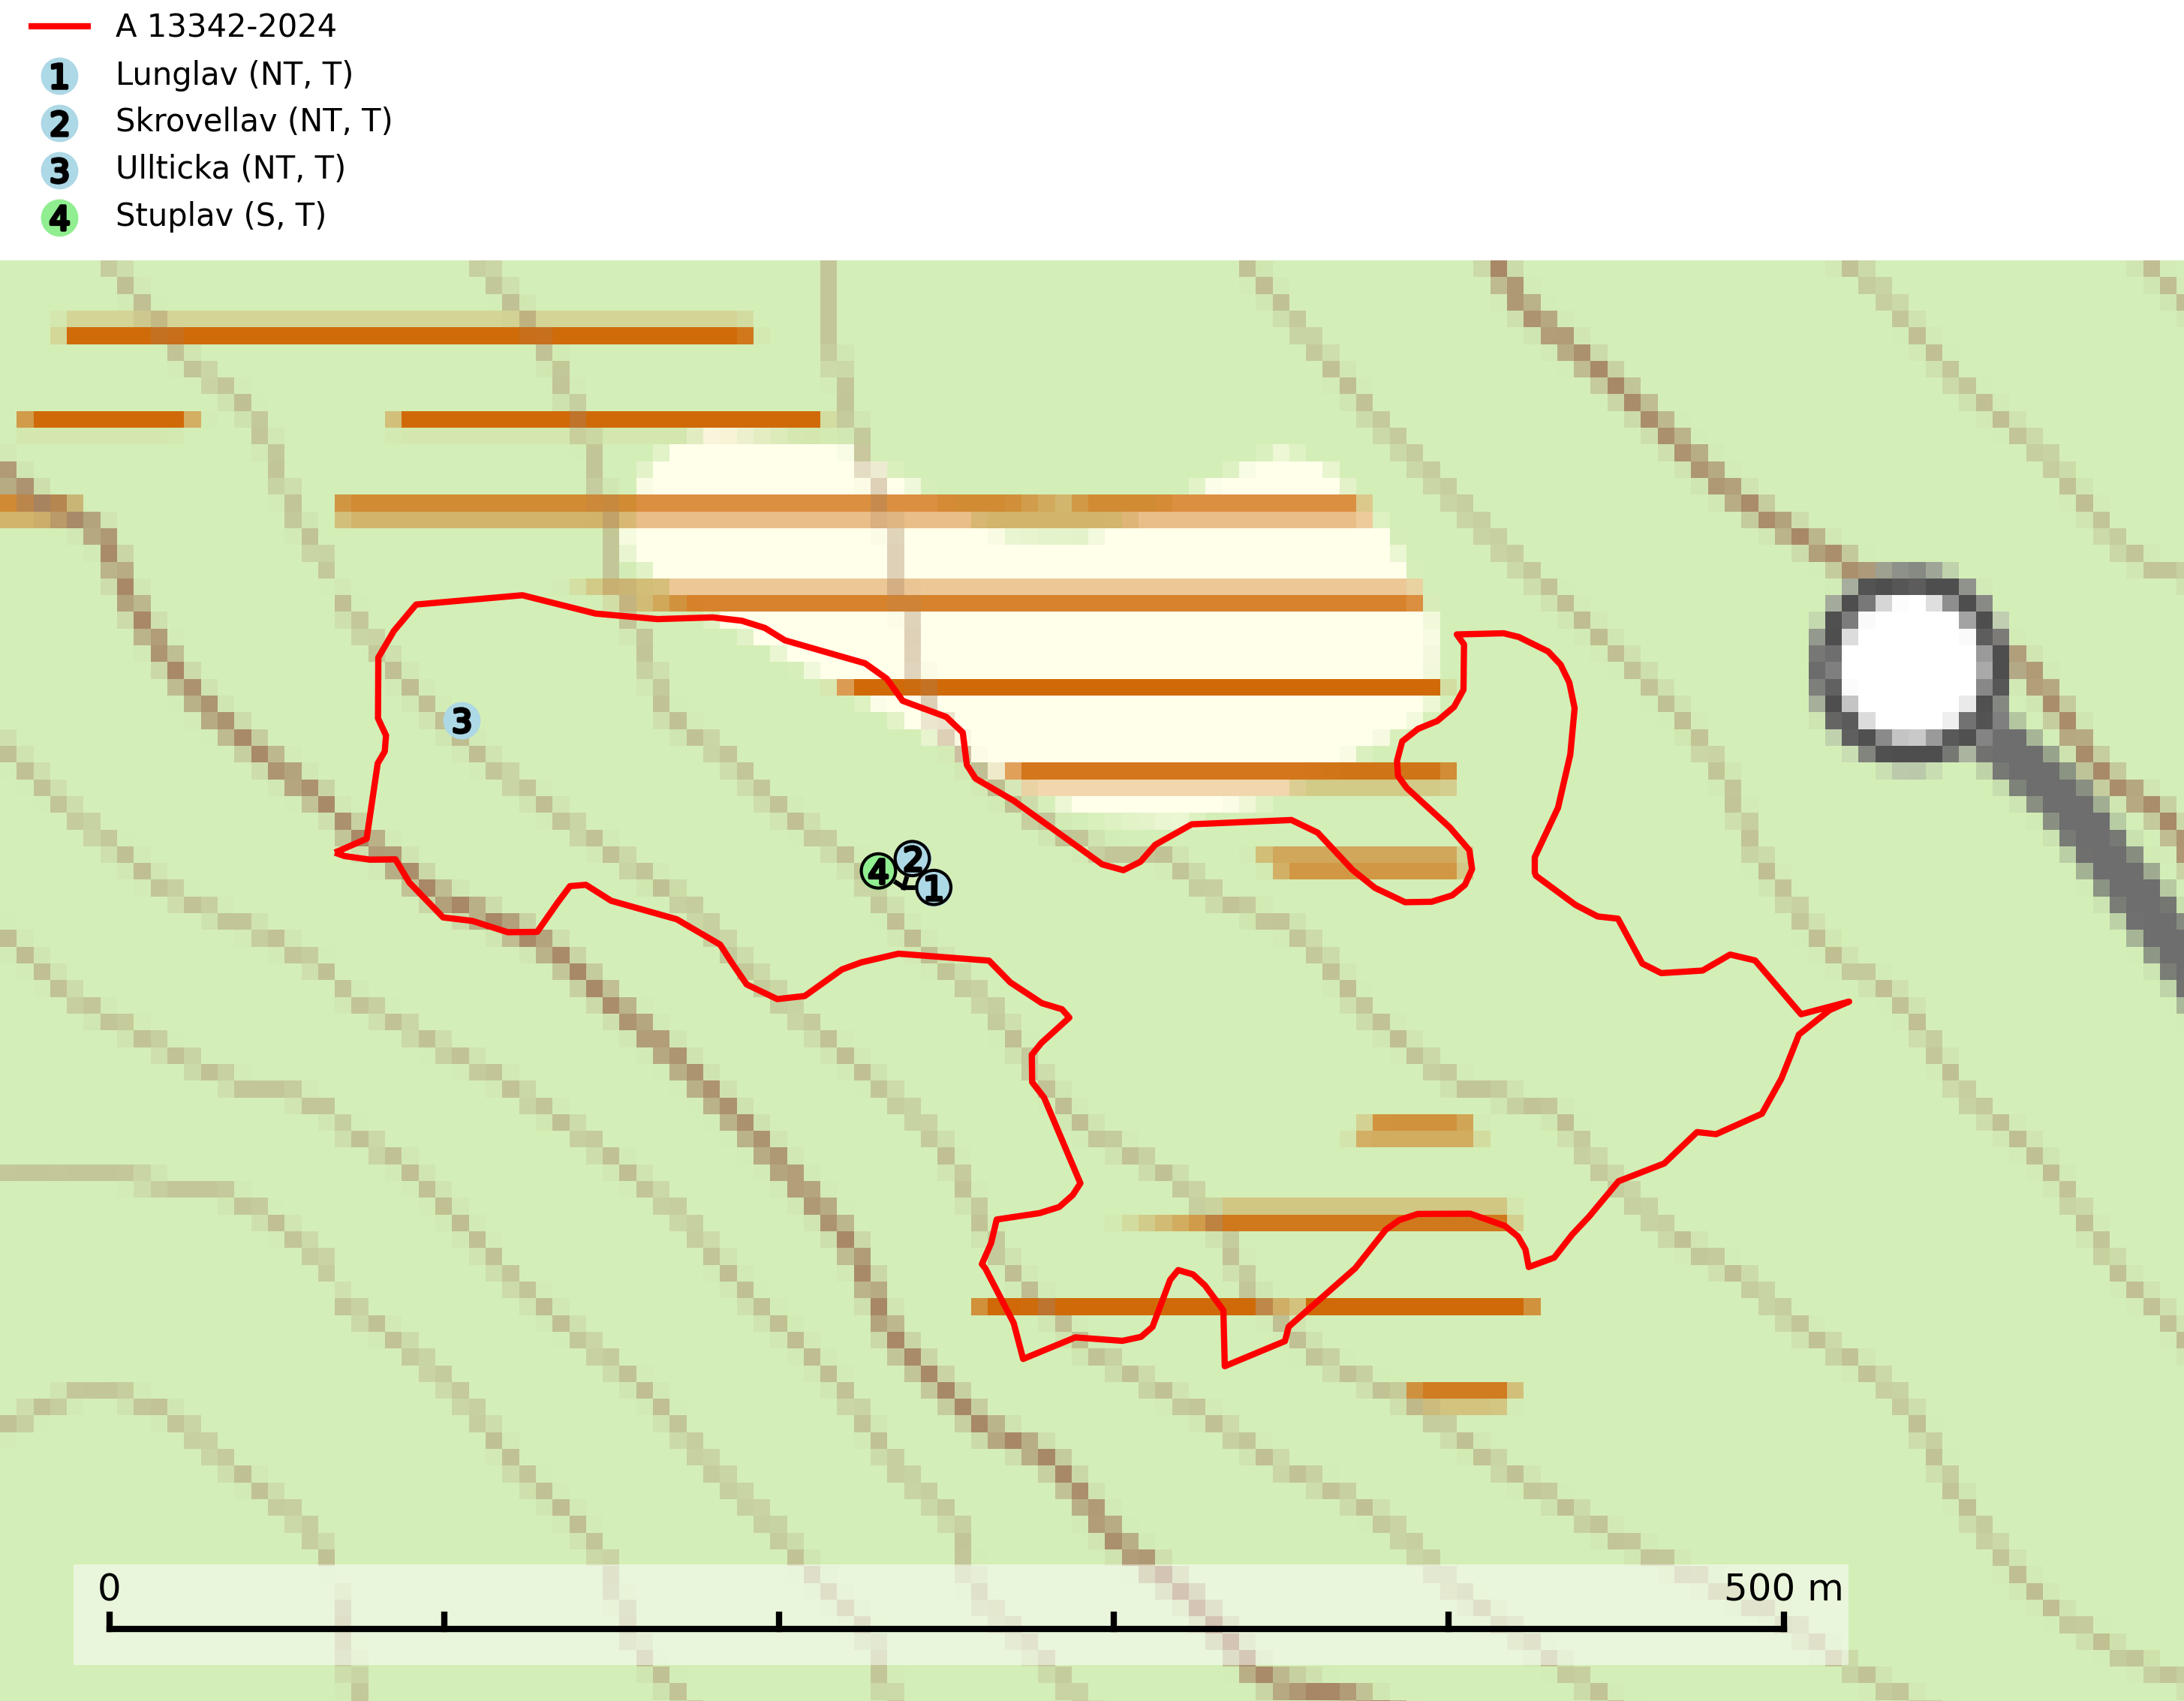 A 13342-2024
1 Lunglav (NT, T)
2 Skrovellav (NT, T)
3 Ullticka (NT, T)
4 Stuplav (S, T)
3
4 2 1
0 500 m